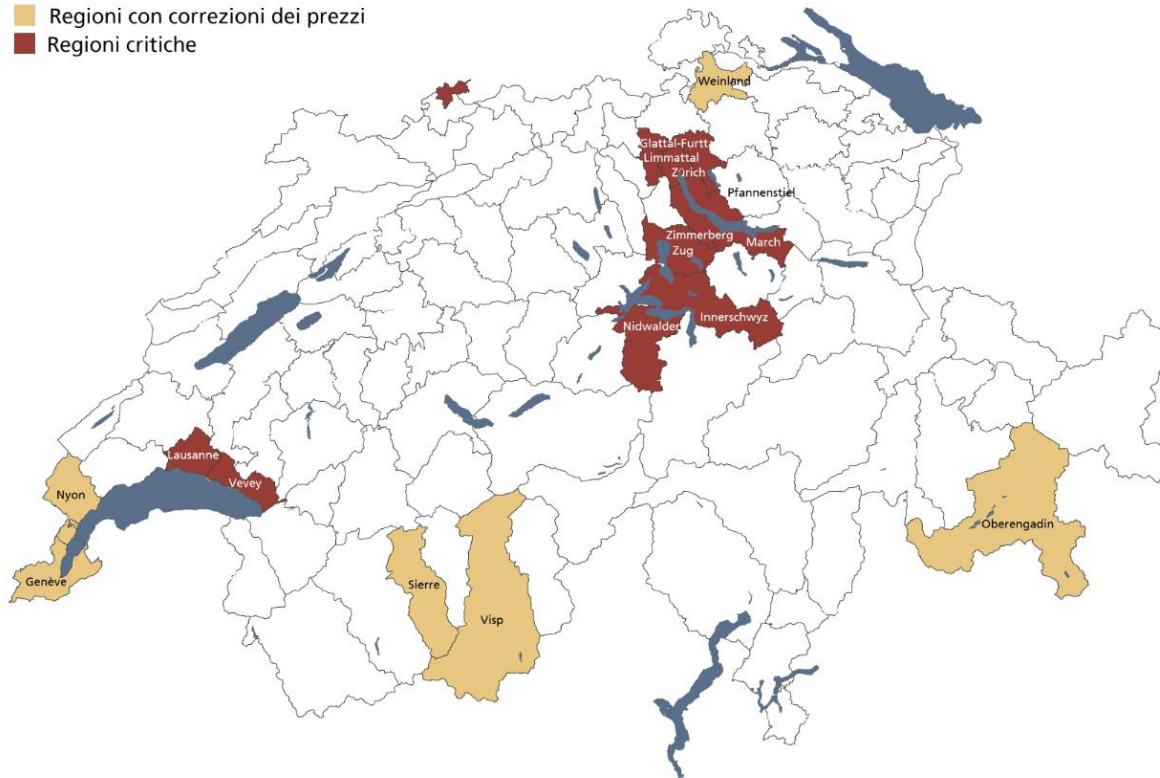 Regioni con correzioni dei prezzi
Regioni critiche
Weinland
Glattal-Furtt
Limmattal
Zürich
Pfannenstiel
Zimmerberg
March
Zug
Innerschwyz
Nidwalden
Lausanne
Vevey
Nyon
Genève
Sierre
Visp
Oberengadin